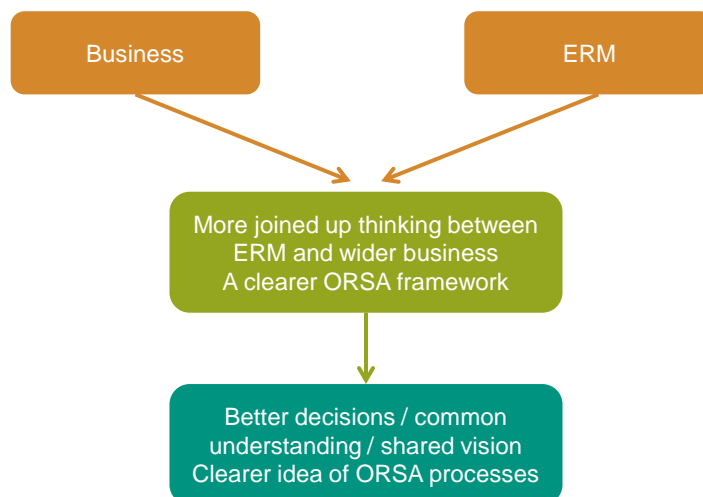 Business
ERM
More joined up thinking between
ERM and wider business
A clearer ORSA framework
Better decisions / common
understanding / shared vision
Clearer idea of ORSA processes